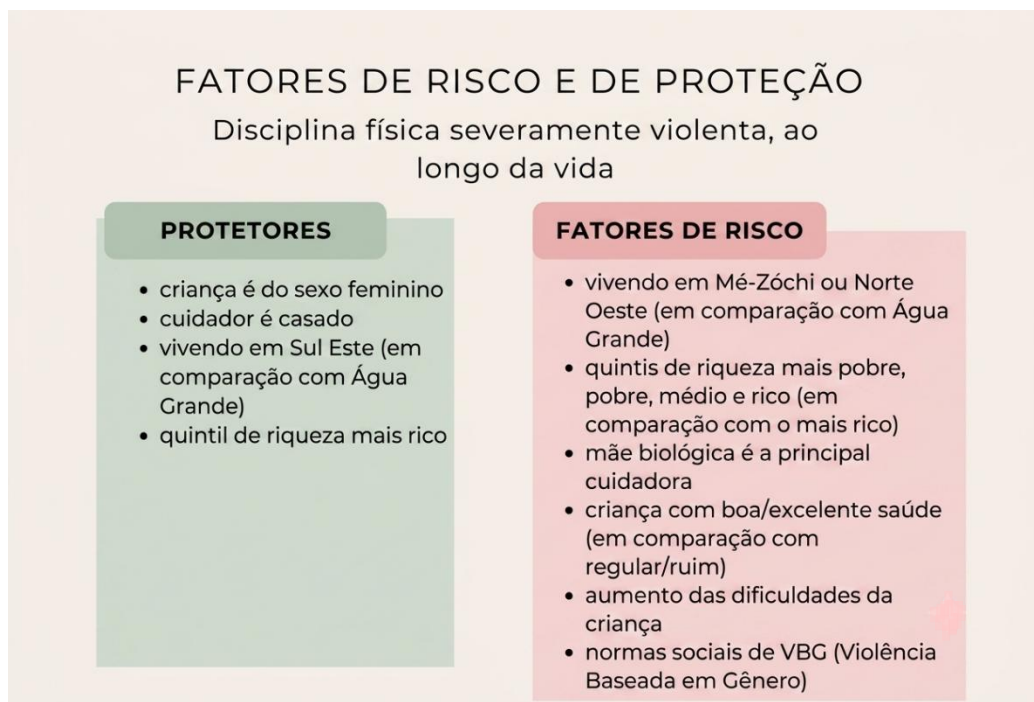 FATORES DE RISCO E DE PROTEÇÃO
Disciplina física severamente violenta, ao
longo da vida
PROTETORES
• criança é do sexo feminino
• cuidador é casado
• vivendo em Sul Este (em
comparação com Água
Grande)
• quintil de riqueza mais rico
FATORES DE RISCO
• vivendo em Mé-Zóchi ou Norte
Oeste (em comparação com Água
Grande)
• quintis de riqueza mais pobre,
pobre, médio e rico (em
comparação com o mais rico)
• mãe biológica é a principal
cuidadora
• criança com boa/excelente saúde
(em comparação com
regular/ruim)
• aumento das dificuldades da
criança
• normas sociais de VBG (Violência
Baseada em Gênero)